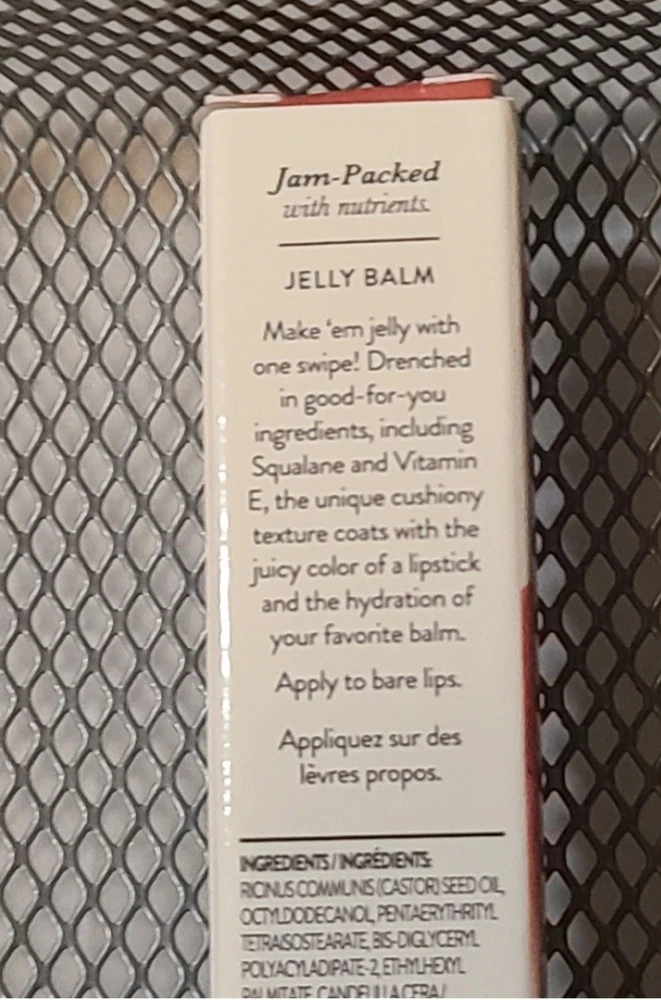 Jam-Packed
with nutrients.
JELLY BALM
Make ‘em jelly with
one swipe! Drenched
in good-for-you
ingredients, including
Squalane and Vitamin
E, the unique cushiony
texture coats with the
juicy color of a lipstick
and the hydration of
your favorite balm.
Apply to bare lips.
Appliquez sur des
lèvres propos.
INGREDIENTS / INGRÉDIENTS:
RICINUS COMMUNIS (CASTOR) SEED OIL,
OCTYLDODECANOL, PENTAERYTHRITYL
TETRAISOSTEARATE, BIS-DIGLYCERYL
POLYACYLADIPATE-2, ETHYLHEXYL
PALMITATE, CANDELILLA CERA /